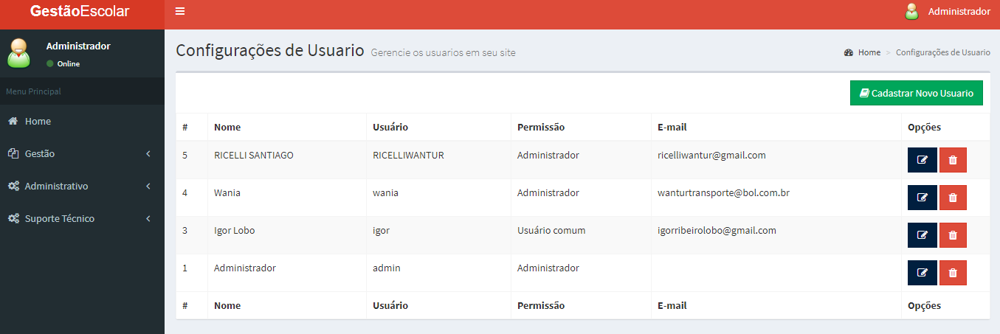 GestãoEscolar
Administrador
Administrador
Online
Menu Principal
Home
Gestão
Administrativo
Suporte Técnico
Configurações de Usuario Gerencie os usuarios em seu site
Home > Configurações de Usuario
Cadastrar Novo Usuario
# Nome Usuário Permissão E-mail Opções
5 RICELLI SANTIAGO RICELLIWANTUR Administrador ricelliwantur@gmail.com
4 Wania wania Administrador wanturtransporte@bol.com.br
3 Igor Lobo igor Usuário comum igorribeirolobo@gmail.com
1 Administrador admin Administrador
# Nome Usuário Permissão E-mail Opções